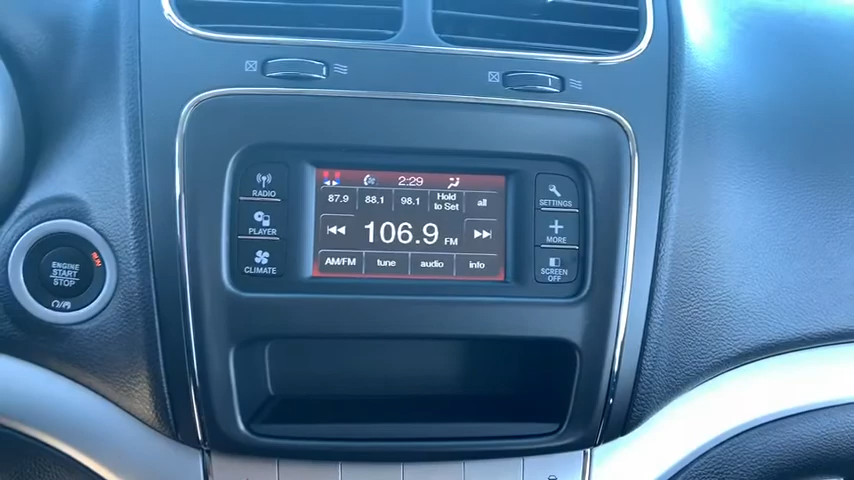 RADIO
PLAYER
CLIMATE
2:29
87.9 88.1 98.1 Hold to Set all
106.9 FM
AM/FM tune audio info
SETTINGS
MORE
SCREEN OFF
ENGINE
START
STOP
RUN